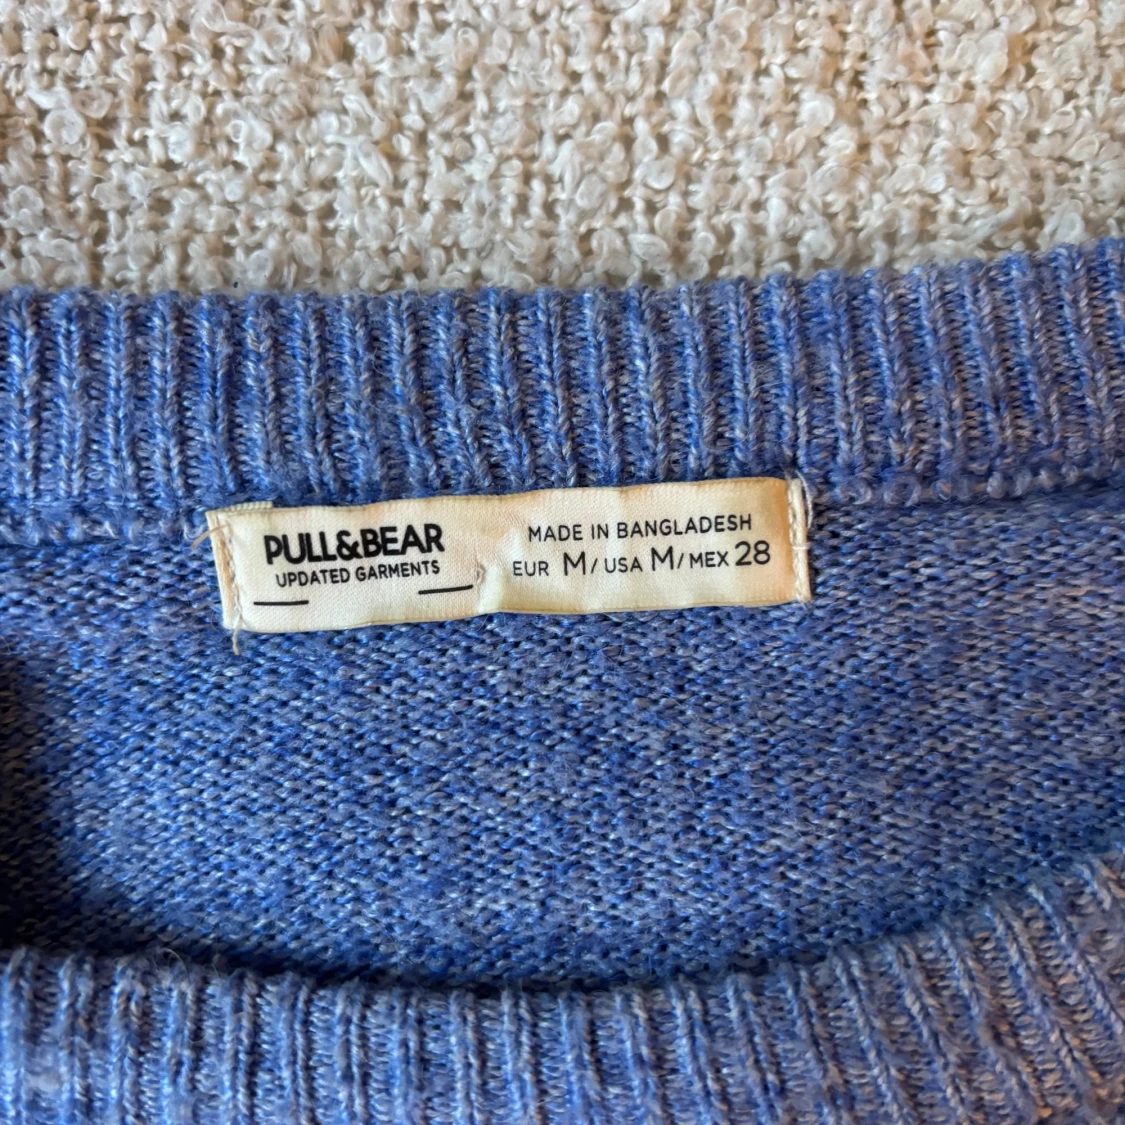 PULL&BEAR
UPDATED GARMENTS
MADE IN BANGLADESH
EUR M/USA M/MEX 28